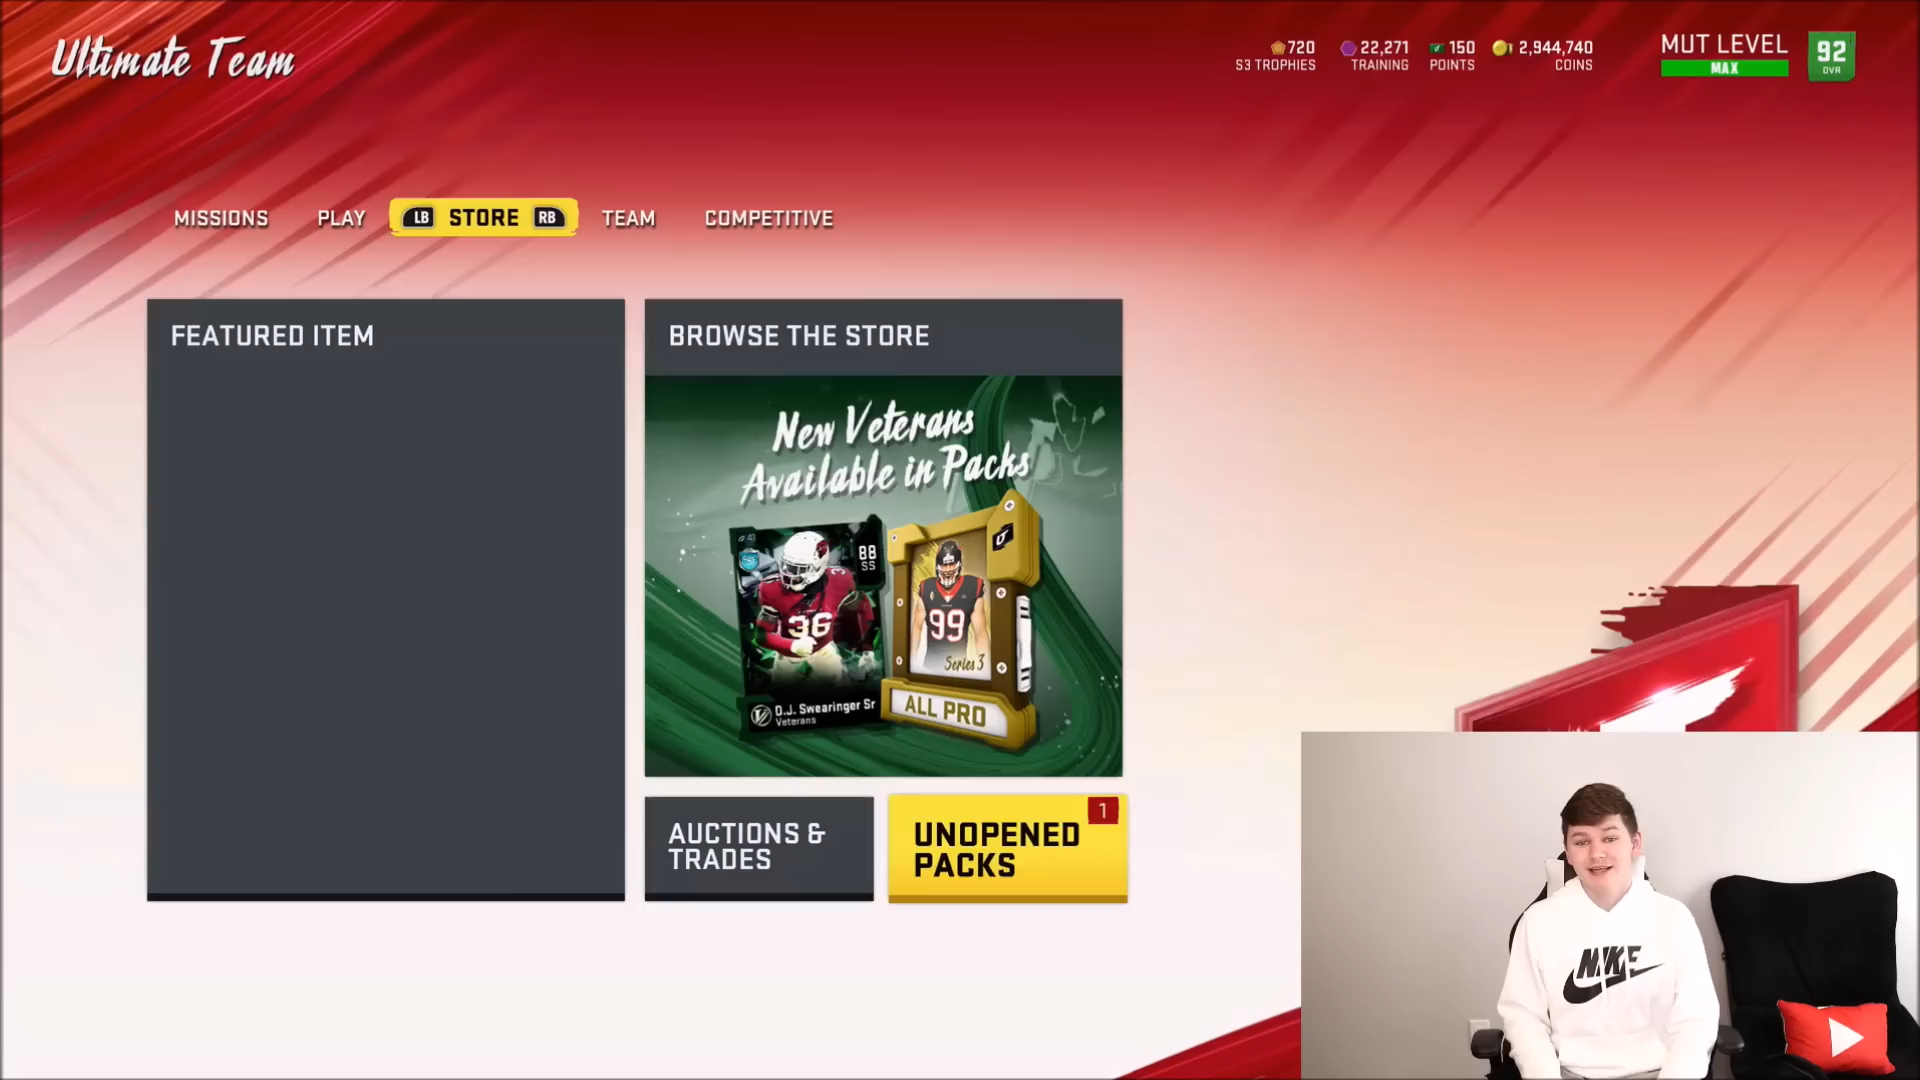 Ultimate Team
720
S3 TROPHIES
22,271
TRAINING
150
POINTS
2,944,740
COINS
MUT LEVEL
MAX
92
OVR
MISSIONS
PLAY
LB STORE RB
TEAM
COMPETITIVE
FEATURED ITEM
BROWSE THE STORE
New Veterans
Available in Packs
88
SS
36
D.J. Swearinger Sr
Veterans
99
Series 3
ALL PRO
AUCTIONS &
TRADES
UNOPENED
PACKS
1
NIKE